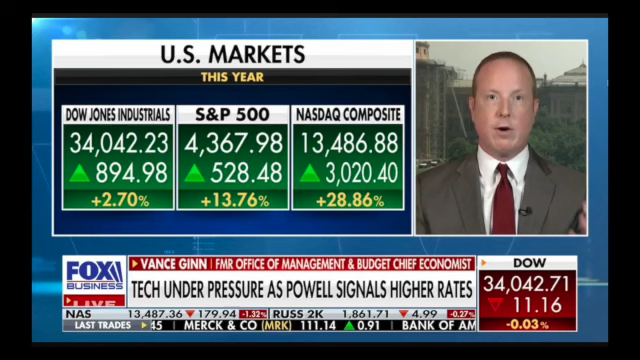 U.S. MARKETS
THIS YEAR
DOW JONES INDUSTRIALS
34,042.23
894.98
+2.70%
S&P 500
4,367.98
528.48
+13.76%
NASDAQ COMPOSITE
13,486.88
3,020.40
+28.86%
FOX
BUSINESS
LIVE
VANCE GINN | FMR OFFICE OF MANAGEMENT & BUDGET CHIEF ECONOMIST
TECH UNDER PRESSURE AS POWELL SIGNALS HIGHER RATES
DOW
34,042.71
11.16
-0.03%
NAS 13,487.36 179.94 -1.32% RUSS 2K 1,861.71 4.99 -0.27%
LAST TRADES 45 MERCK & CO (MRK) 111.14 0.91 BANK OF AM